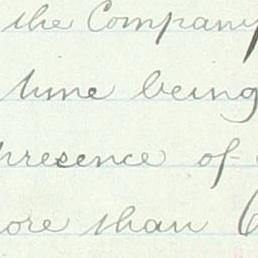 the Company
time being
presence of
more than